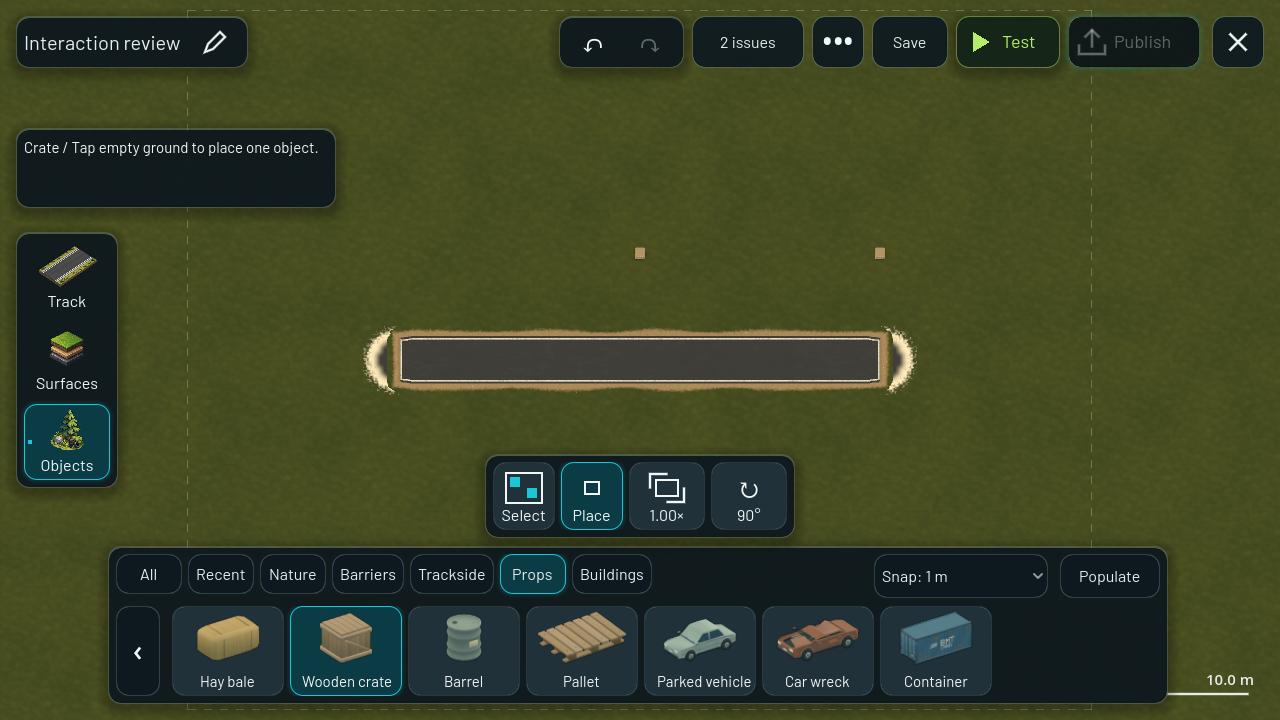 Interaction review
2 issues
Save
Test
Publish
Crate / Tap empty ground to place one object.
Track
Surfaces
Objects
Select
Place
1.00×
90°
All
Recent
Nature
Barriers
Trackside
Props
Buildings
Snap: 1 m
Populate
Hay bale
Wooden crate
Barrel
Pallet
Parked vehicle
Car wreck
Container
10.0 m